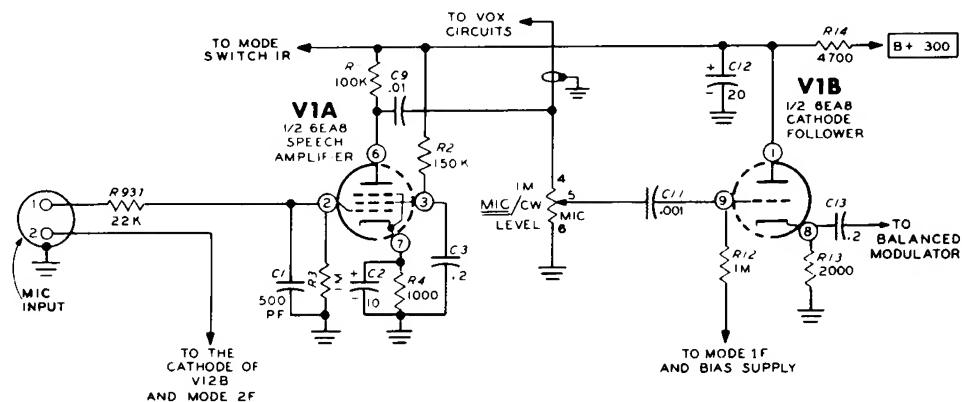 TO VOX
CIRCUITS
TO MODE
SWITCH 1R
R14
4700
B+ 300
R
100K
C9
.01
C12
+
-
20
V1A
1/2 6EA8
SPEECH
AMPLIFIER
V1B
1/2 6EA8
CATHODE
FOLLOWER
6
R2
150K
1
1
2
R931
22K
2
3
7
4
5
6
1M
MIC/CW
LEVEL
MIC
C11
.001
9
8
C13
.2
TO
BALANCED
MODULATOR
MIC
INPUT
C1
500
PF
R3
1M
C2
+
-
10
R4
1000
C3
.2
R12
1M
R13
2000
TO THE
CATHODE OF
V12B
AND MODE 2F
TO MODE 1F
AND BIAS SUPPLY